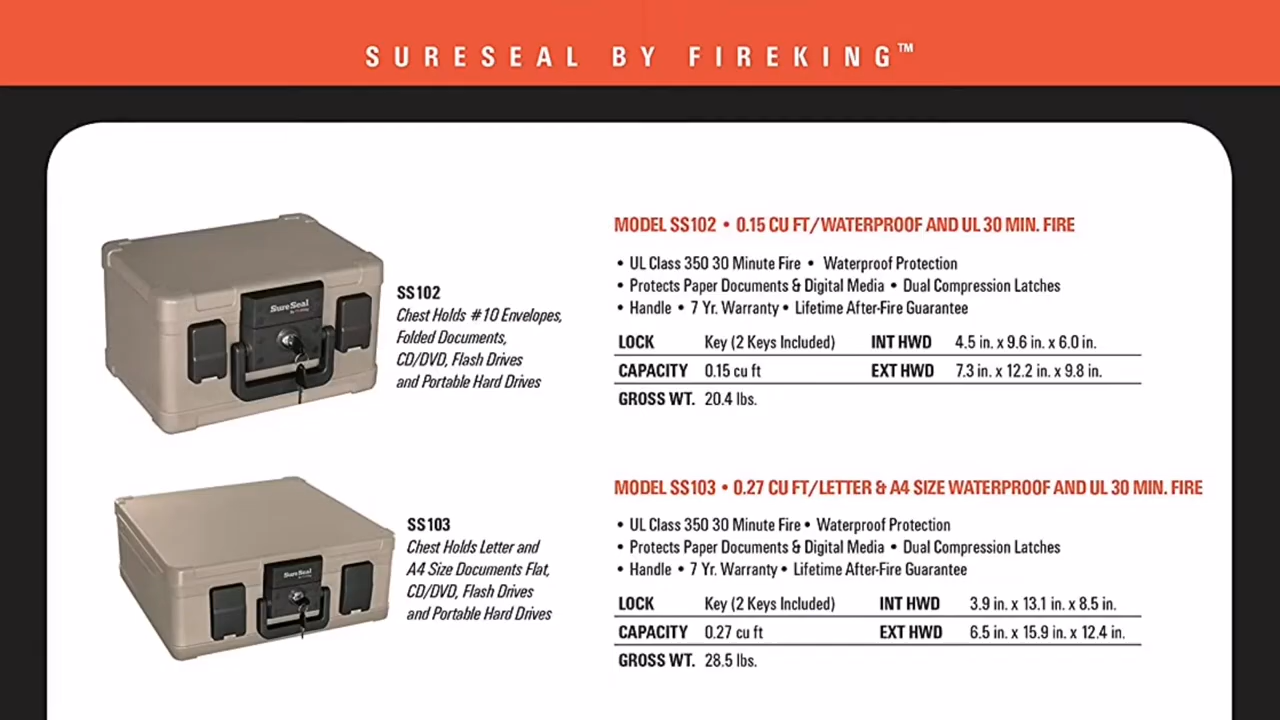 SURESEAL BY FIREKING™
MODEL SS102 • 0.15 CU FT/WATERPROOF AND UL 30 MIN. FIRE
• UL Class 350 30 Minute Fire • Waterproof Protection
• Protects Paper Documents & Digital Media • Dual Compression Latches
• Handle • 7 Yr. Warranty • Lifetime After-Fire Guarantee
SureSeal
SS102
Chest Holds #10 Envelopes,
Folded Documents,
CD/DVD, Flash Drives
and Portable Hard Drives
LOCK Key (2 Keys Included) INT HWD 4.5 in. x 9.6 in. x 6.0 in.
CAPACITY 0.15 cu ft EXT HWD 7.3 in. x 12.2 in. x 9.8 in.
GROSS WT. 20.4 lbs.
MODEL SS103 • 0.27 CU FT/LETTER & A4 SIZE WATERPROOF AND UL 30 MIN. FIRE
• UL Class 350 30 Minute Fire • Waterproof Protection
• Protects Paper Documents & Digital Media • Dual Compression Latches
• Handle • 7 Yr. Warranty • Lifetime After-Fire Guarantee
SureSeal
SS103
Chest Holds Letter and
A4 Size Documents Flat,
CD/DVD, Flash Drives
and Portable Hard Drives
LOCK Key (2 Keys Included) INT HWD 3.9 in. x 13.1 in. x 8.5 in.
CAPACITY 0.27 cu ft EXT HWD 6.5 in. x 15.9 in. x 12.4 in.
GROSS WT. 28.5 lbs.